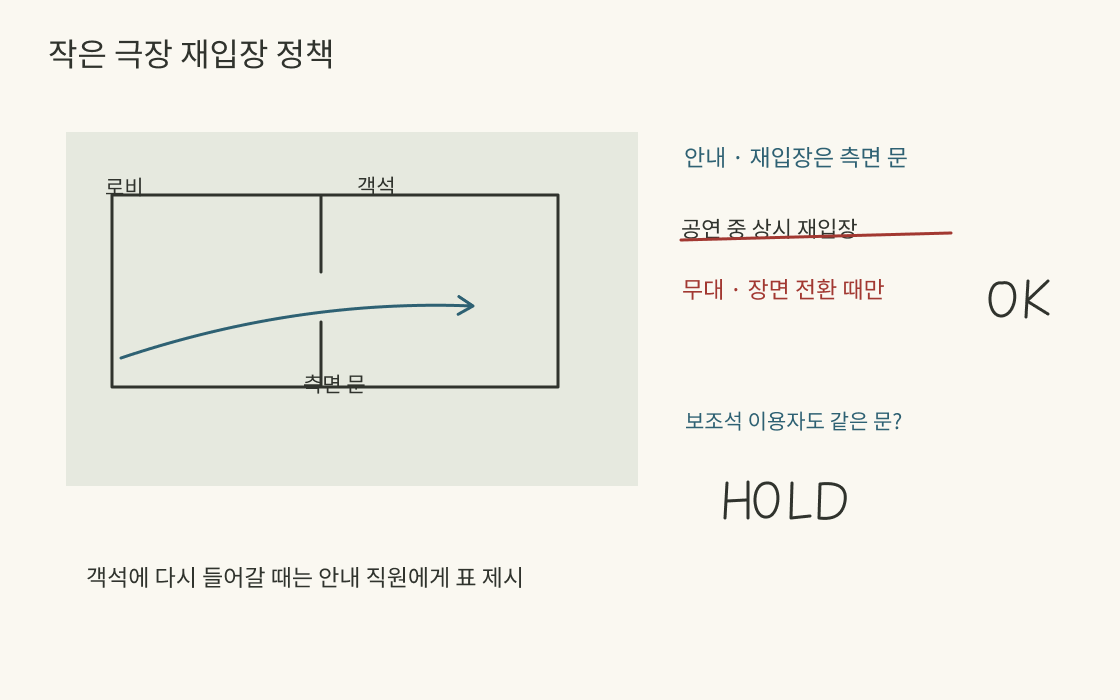 작은 극장 재입장 정책
로비
객석
측면 문
안내 · 재입장은 측면 문
공연 중 상시 재입장
무대 · 장면 전환 때만
OK
보조석 이용자도 같은 문?
HOLD
객석에 다시 들어갈 때는 안내 직원에게 표 제시